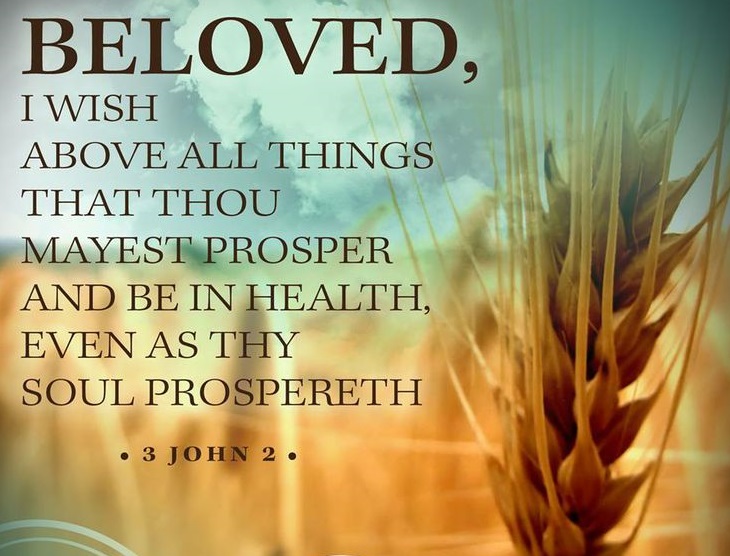 BELOVED,
I WISH
ABOVE ALL THINGS
THAT THOU
MAYEST PROSPER
AND BE IN HEALTH,
EVEN AS THY
SOUL PROSPERETH
• 3 JOHN 2 •